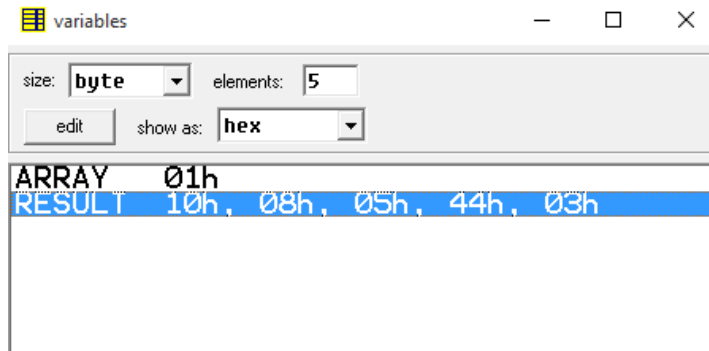 variables
size: byte elements: 5
edit show as: hex
ARRAY 01h
RESULT 10h, 08h, 05h, 44h, 03h